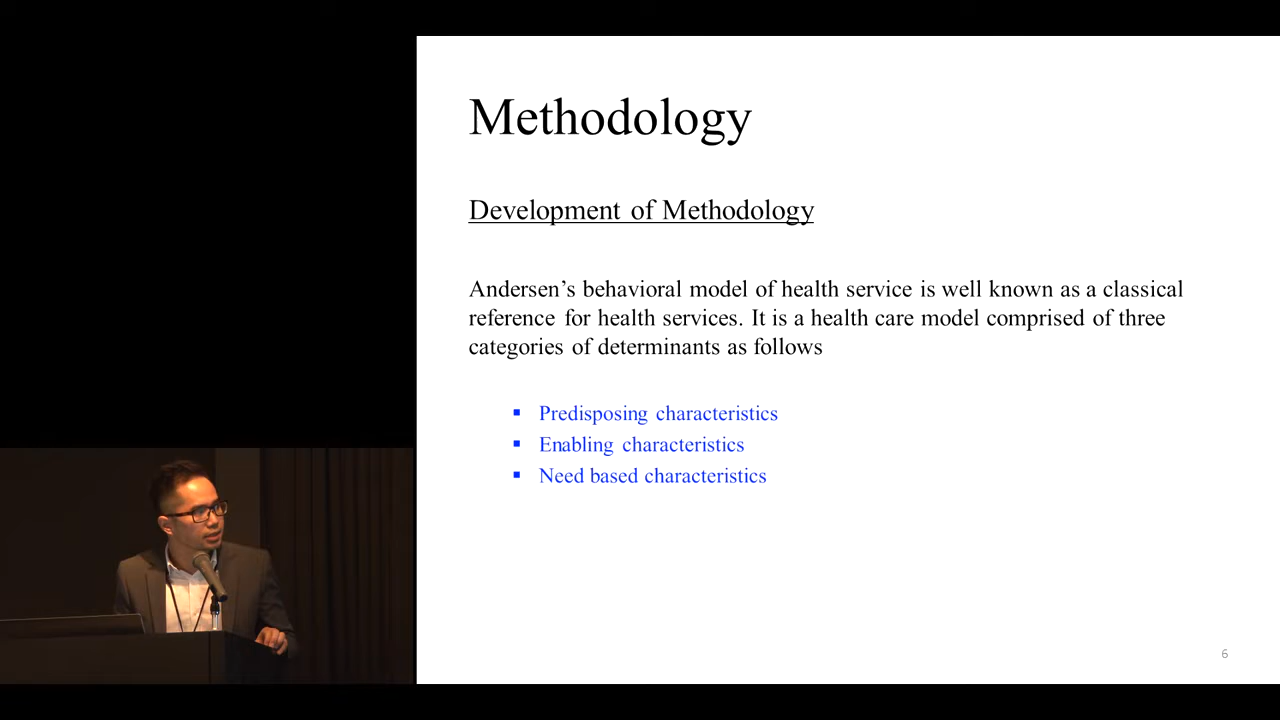 Methodology
Development of Methodology
Andersen’s behavioral model of health service is well known as a classical
reference for health services. It is a health care model comprised of three
categories of determinants as follows
▪ Predisposing characteristics
▪ Enabling characteristics
▪ Need based characteristics
6